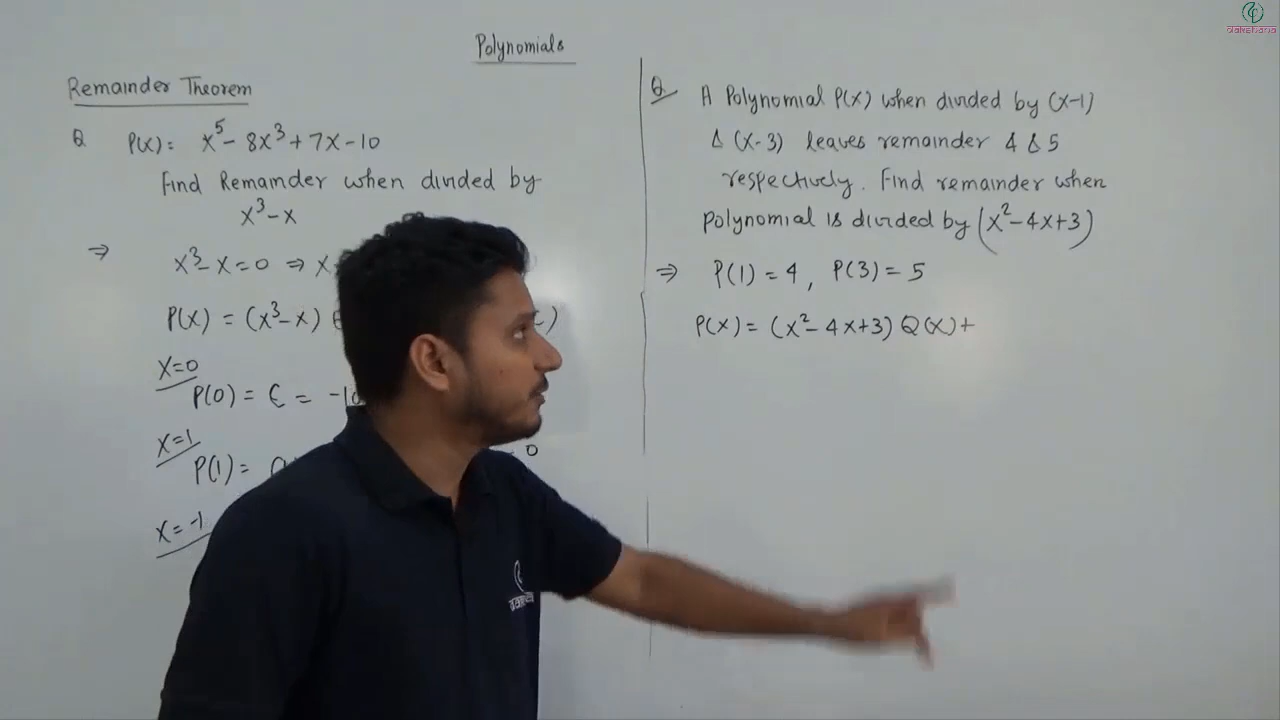 Polynomials
Remainder Theorem
Q P(x) = x⁵ - 8x³ + 7x - 10
Find Remainder when divided by
x³ - x
⇒ x³ - x = 0 ⇒ x
P(x) = (x³ - x)
x=0
P(0) = C = -10
x=1
P(1) =
= 0
x = -1
Q A Polynomial P(x) when divided by (x-1)
& (x-3) leaves remainder 4 & 5
respectively. Find remainder when
polynomial is divided by (x² - 4x + 3)
⇒ P(1) = 4, P(3) = 5
P(x) = (x² - 4x + 3) Q(x) +